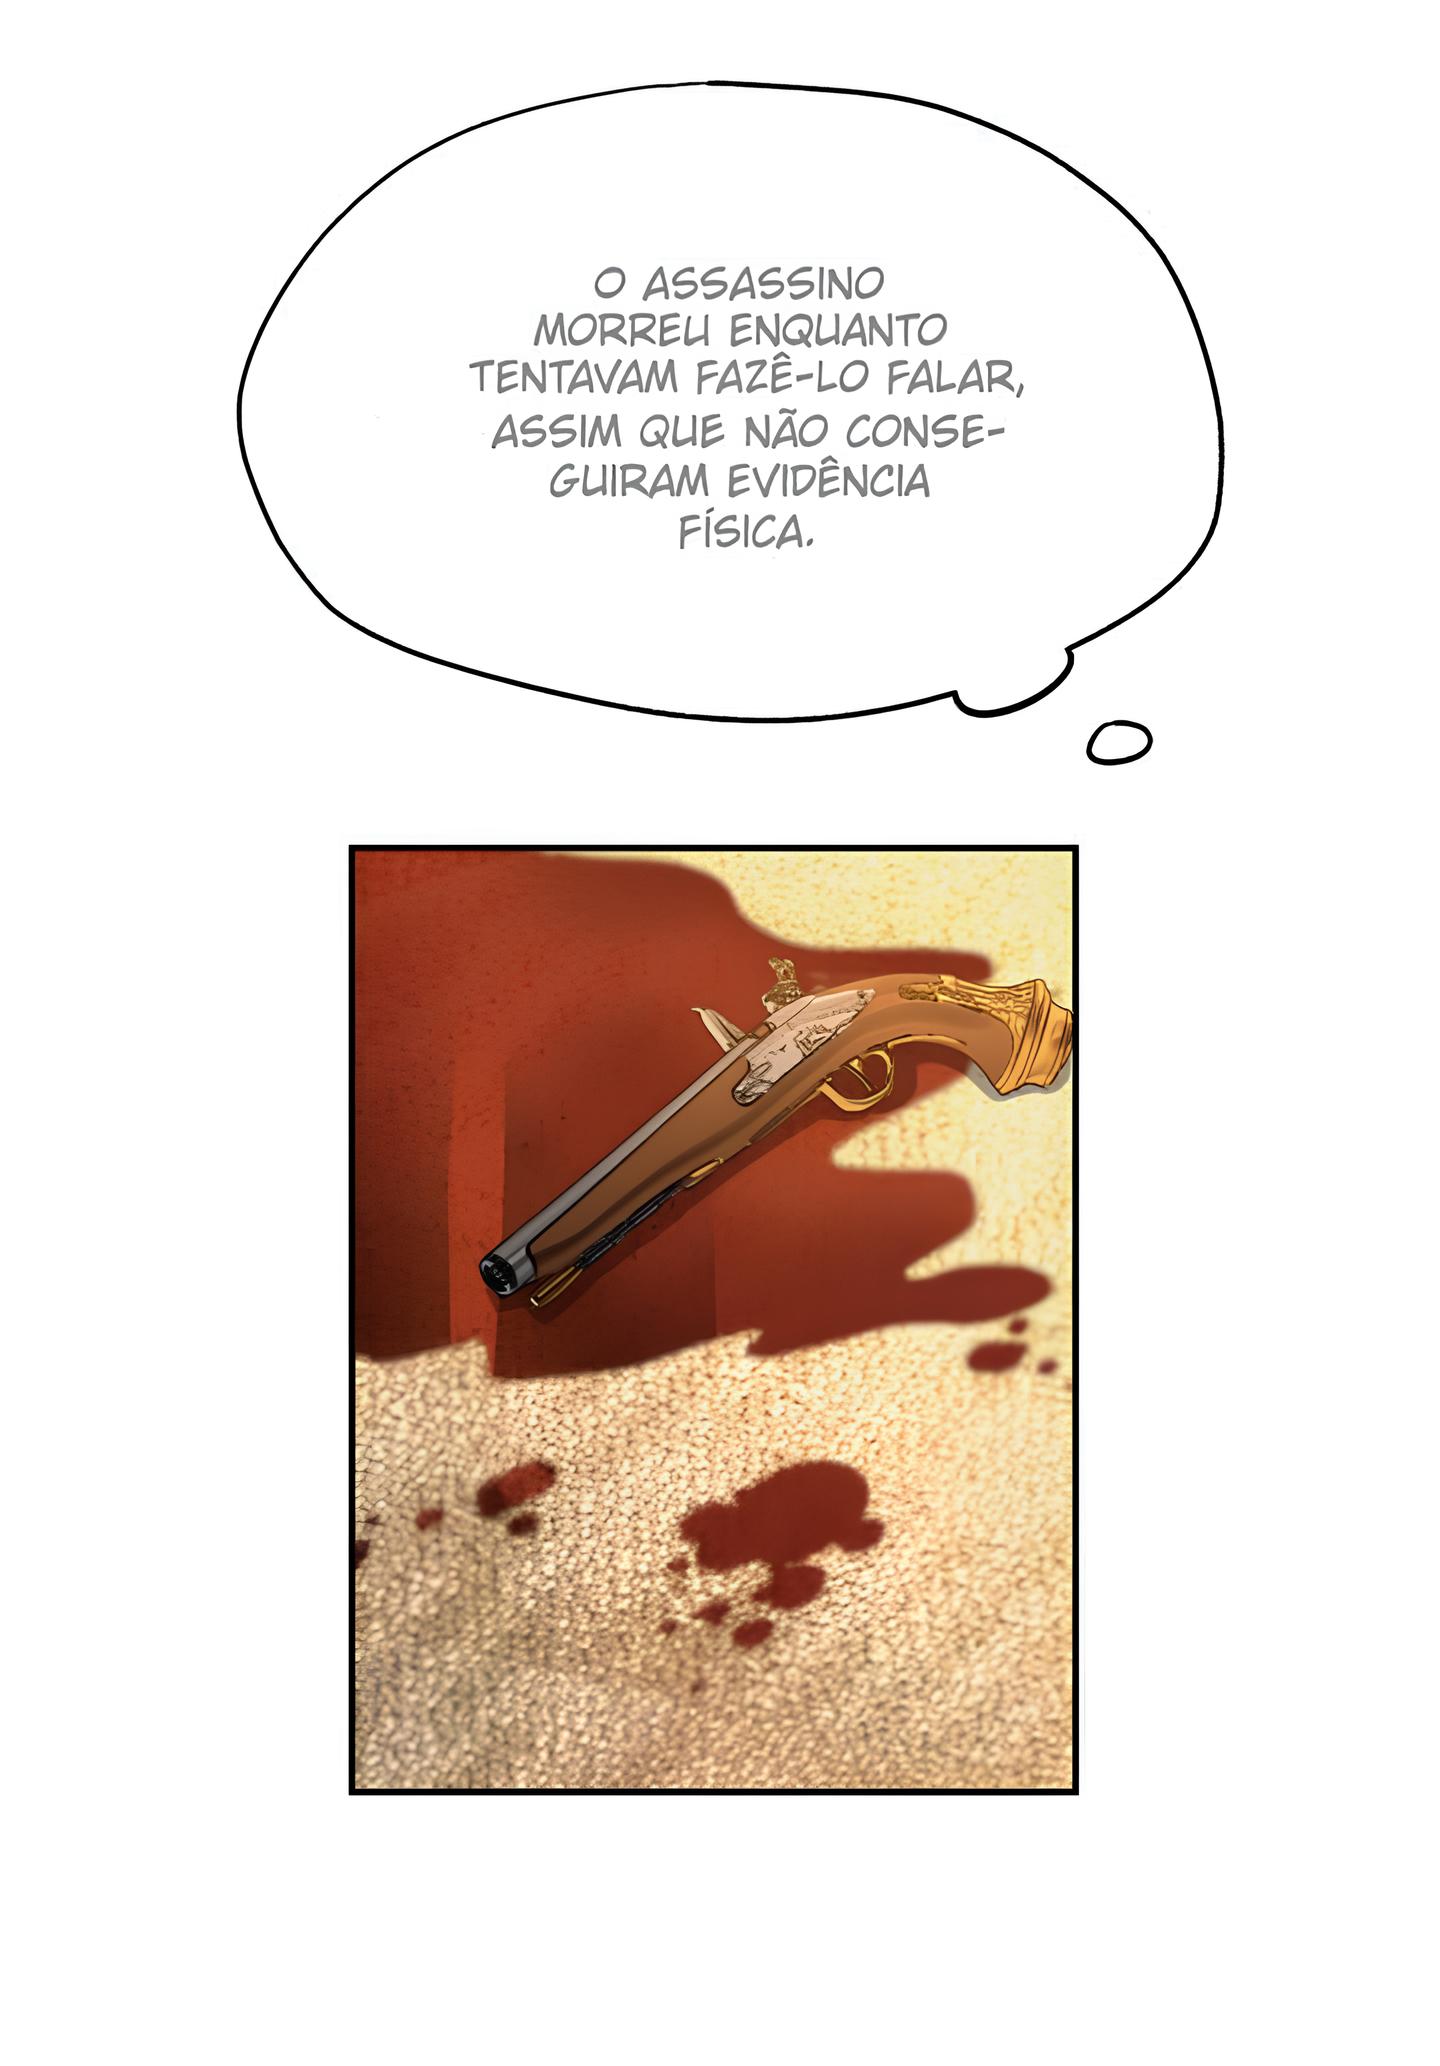 O ASSASSINO
MORREU ENQUANTO
TENTAVAM FAZÊ-LO FALAR,
ASSIM QUE NÃO CONSE-
GUIRAM EVIDÊNCIA
FÍSICA.